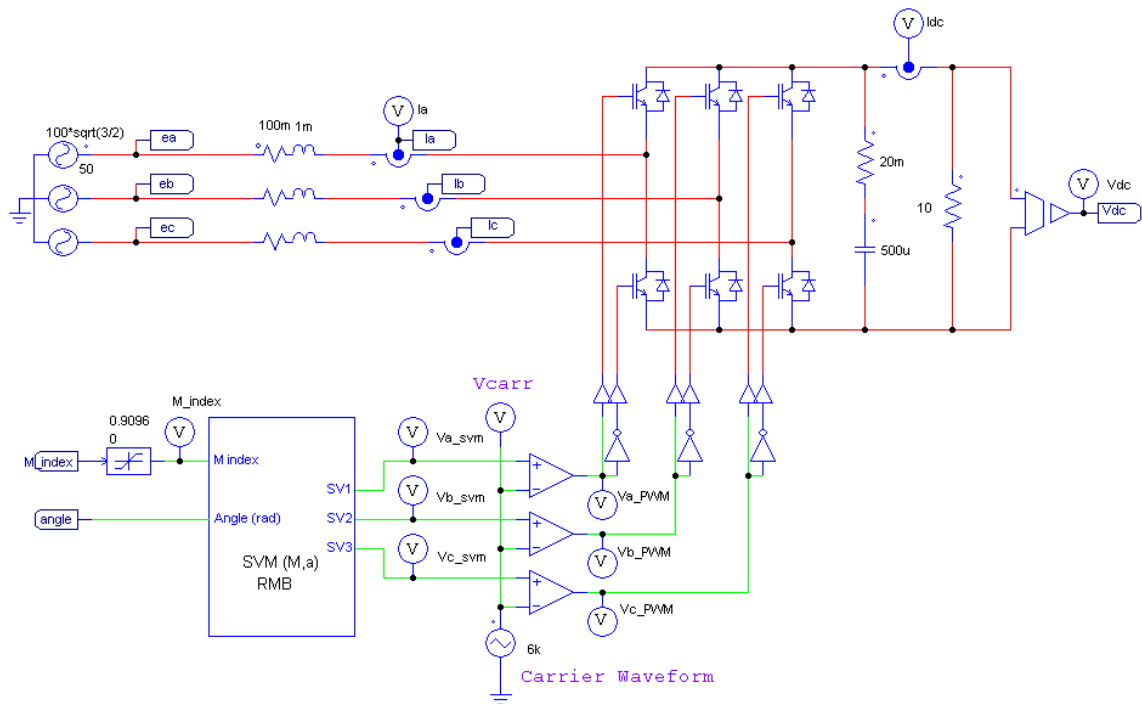 V
Idc
100*sqrt(3/2)
50
ea
100m 1m
V
Ia
Ia
eb
Ib
ec
Ic
20m
500u
10
V
Vdc
Vdc
Vcarr
M_index
0.9096
0
V
V
V
Va_svm
M_index
M index
SV1
Va_PWM
V
V
Vb_svm
angle
Angle (rad)
SV2
Vb_PWM
V
V
Vc_svm
SV3
SVM (M,a)
RMB
Vc_PWM
V
6k
Carrier Waveform